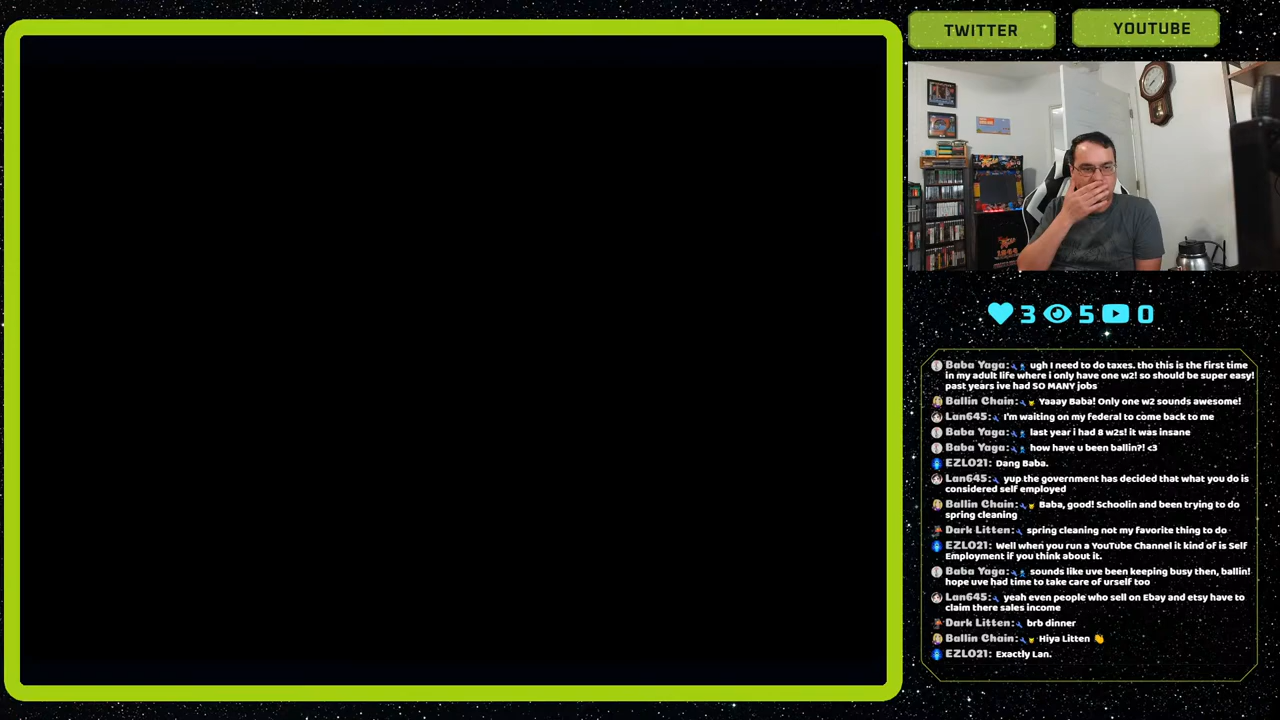 TWITTER
YOUTUBE
3 5 0
Baba Yaga: ugh I need to do taxes. tho this is the first time
in my adult life where i only have one w2! so should be super easy!
past years ive had SO MANY jobs
Ballin Chain: Yaaay Baba! Only one w2 sounds awesome!
Lan645: I'm waiting on my federal to come back to me
Baba Yaga: last year i had 8 w2s! it was insane
Baba Yaga: how have u been ballin?! <3
EZLO21: Dang Baba.
Lan645: yup the government has decided that what you do is
considered self employed
Ballin Chain: Baba, good! Schoolin and been trying to do
spring cleaning
Dark Litten: spring cleaning not my favorite thing to do
EZLO21: Well when you run a YouTube Channel it kind of is Self
Employment if you think about it.
Baba Yaga: sounds like uve been keeping busy then, ballin!
hope uve had time to take care of urself too
Lan645: yeah even people who sell on Ebay and etsy have to
claim there sales income
Dark Litten: brb dinner
Ballin Chain: Hiya Litten 👋
EZLO21: Exactly Lan.